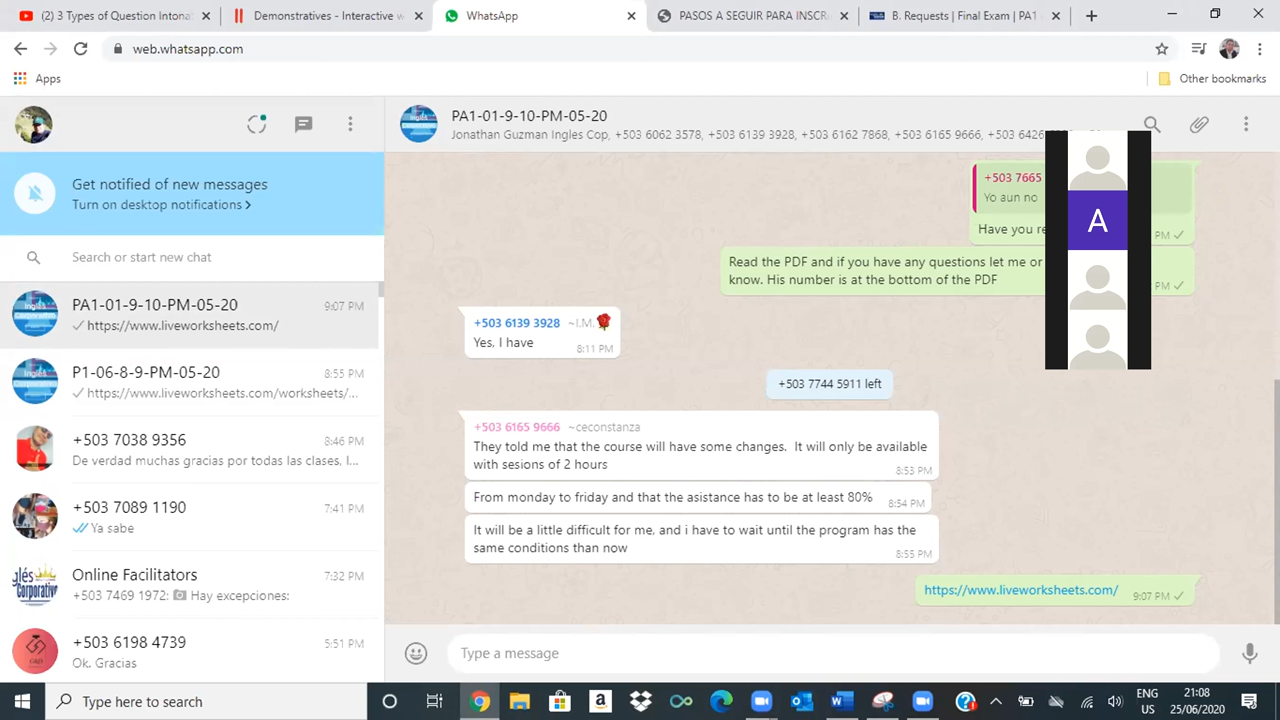 (2) 3 Types of Question Intona
Demonstratives - Interactive w
WhatsApp
PASOS A SEGUIR PARA INSCR
B. Requests | Final Exam | PA1
web.whatsapp.com
Apps
Other bookmarks
PA1-01-9-10-PM-05-20
Jonathan Guzman Ingles Cop, +503 6062 3578, +503 6139 3928, +503 6162 7868, +503 6165 9666, +503 642
Get notified of new messages
Turn on desktop notifications >
Search or start new chat
PA1-01-9-10-PM-05-20
9:07 PM
https://www.liveworksheets.com/
P1-06-8-9-PM-05-20
8:55 PM
https://www.liveworksheets.com/worksheets/...
+503 7038 9356
8:46 PM
De verdad muchas gracias por todas las clases, I...
+503 7089 1190
7:41 PM
Ya sabe
Online Facilitators
7:32 PM
+503 7469 1972: Hay excepciones:
+503 6198 4739
5:51 PM
Ok. Gracias
+503 7665
Yo aun no
Have you re
PM
A
Read the PDF and if you have any questions let me or
know. His number is at the bottom of the PDF
PM
+503 6139 3928 ~I.M.
Yes, I have
8:11 PM
+503 7744 5911 left
+503 6165 9666 ~ceconstanza
They told me that the course will have some changes. It will only be available
with sesions of 2 hours
8:53 PM
From monday to friday and that the asistance has to be at least 80%
8:54 PM
It will be a little difficult for me, and i have to wait until the program has the
same conditions than now
8:55 PM
https://www.liveworksheets.com/
9:07 PM
Type a message
Type here to search
ENG
US
21:08
25/06/2020